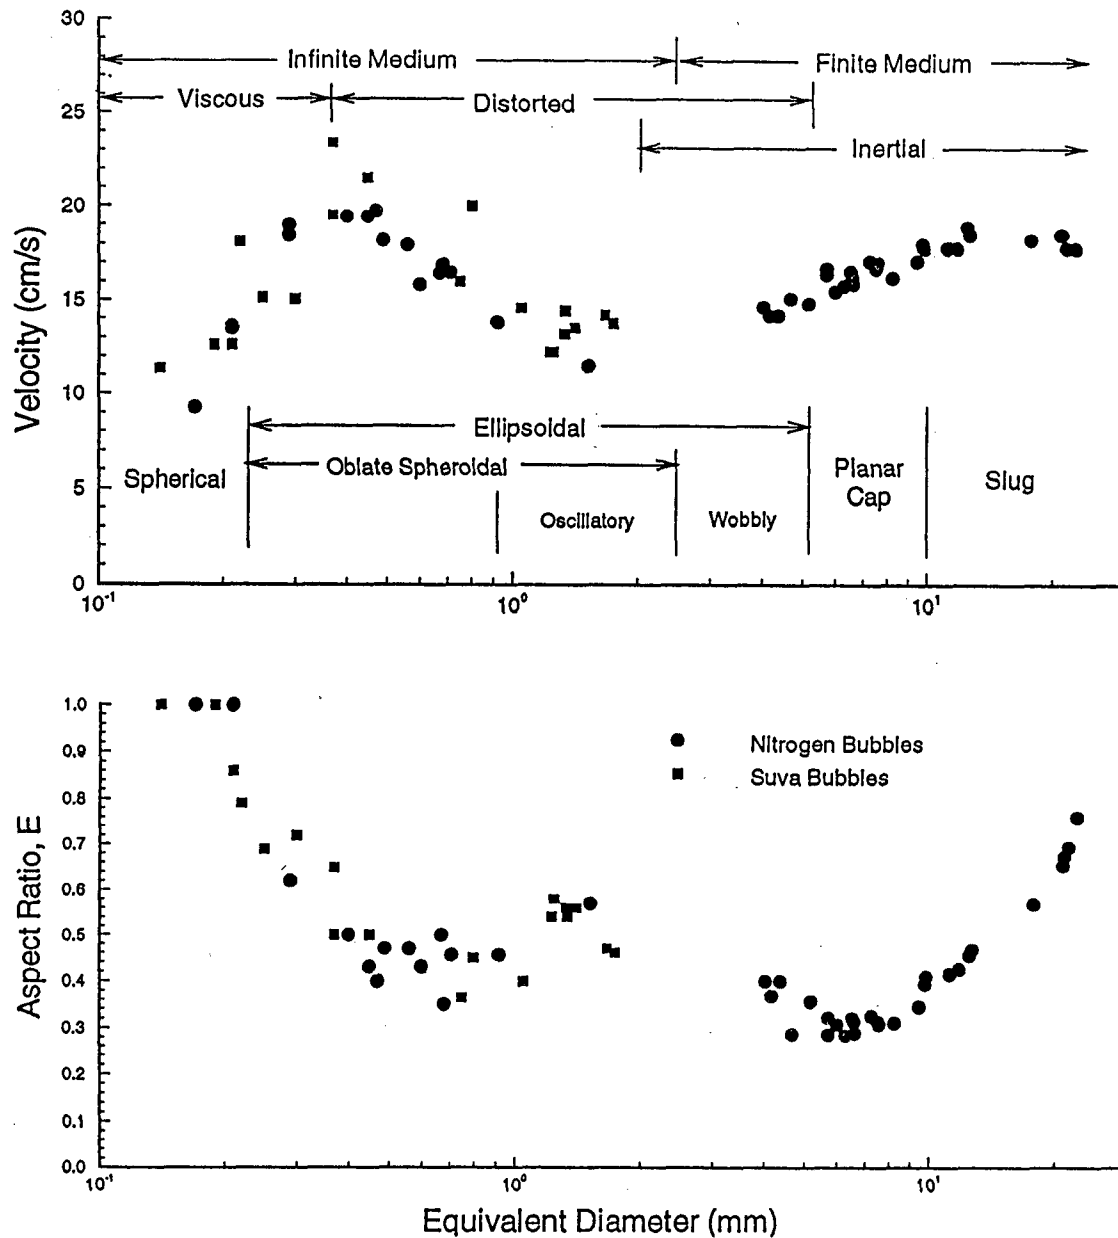 30
Infinite Medium
Finite Medium
Viscous
Distorted
25
Inertial
20
Velocity (cm/s)
15
10
Ellipsoidal
Oblate Spheroidal
Planar
Cap
Spherical
Slug
5
Oscillatory
Wobbly
0
10⁻¹
10⁰
10¹
1.0
Nitrogen Bubbles
0.9
Suva Bubbles
0.8
0.7
Aspect Ratio, E
0.6
0.5
0.4
0.3
0.2
0.1
0.0
10⁻¹
10⁰
10¹
Equivalent Diameter (mm)